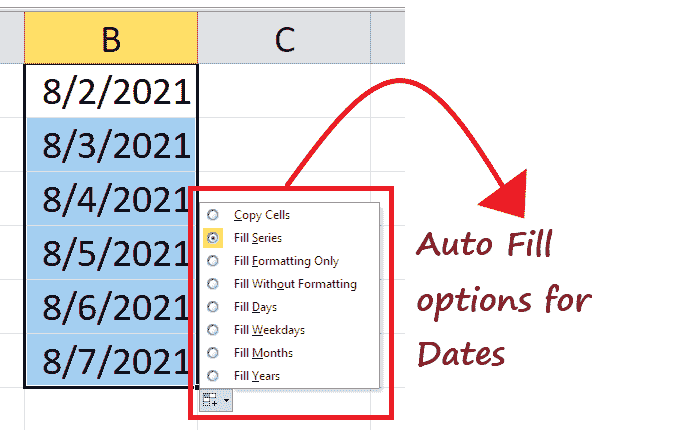 B C
8/2/2021
8/3/2021
8/4/2021
8/5/2021
8/6/2021
8/7/2021
Copy Cells
Fill Series
Fill Formatting Only
Fill Without Formatting
Fill Days
Fill Weekdays
Fill Months
Fill Years
Auto Fill
options for
Dates